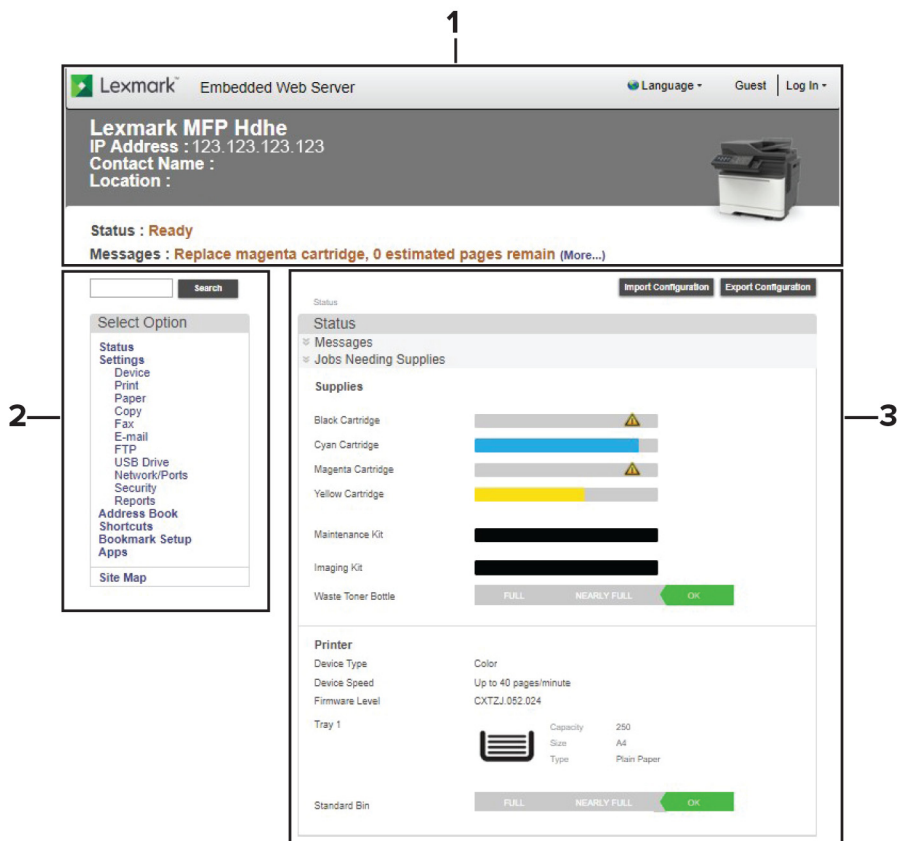 1
Lexmark™ Embedded Web Server Language Guest Log In
Lexmark MFP Hdhe
IP Address : 123.123.123.123
Contact Name :
Location :
Status : Ready
Messages : Replace magenta cartridge, 0 estimated pages remain (More...)
2
Search
Select Option
Status
Settings
Device
Print
Paper
Copy
Fax
E-mail
FTP
USB Drive
Network/Ports
Security
Reports
Address Book
Shortcuts
Bookmark Setup
Apps
Site Map
3
Import Configuration Export Configuration
Status
Status
Messages
Jobs Needing Supplies
Supplies
Black Cartridge
Cyan Cartridge
Magenta Cartridge
Yellow Cartridge
Maintenance Kit
Imaging Kit
Waste Toner Bottle FULL NEARLY FULL OK
Printer
Device Type Color
Device Speed Up to 40 pages/minute
Firmware Level CXTZJ.052.024
Tray 1 Capacity 250
Size A4
Type Plain Paper
Standard Bin FULL NEARLY FULL OK